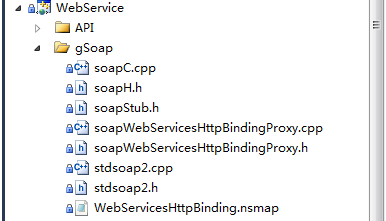 WebService
API
gSoap
soapC.cpp
soapH.h
soapStub.h
soapWebServicesHttpBindingProxy.cpp
soapWebServicesHttpBindingProxy.h
stdsoap2.cpp
stdsoap2.h
WebServicesHttpBinding.nsmap